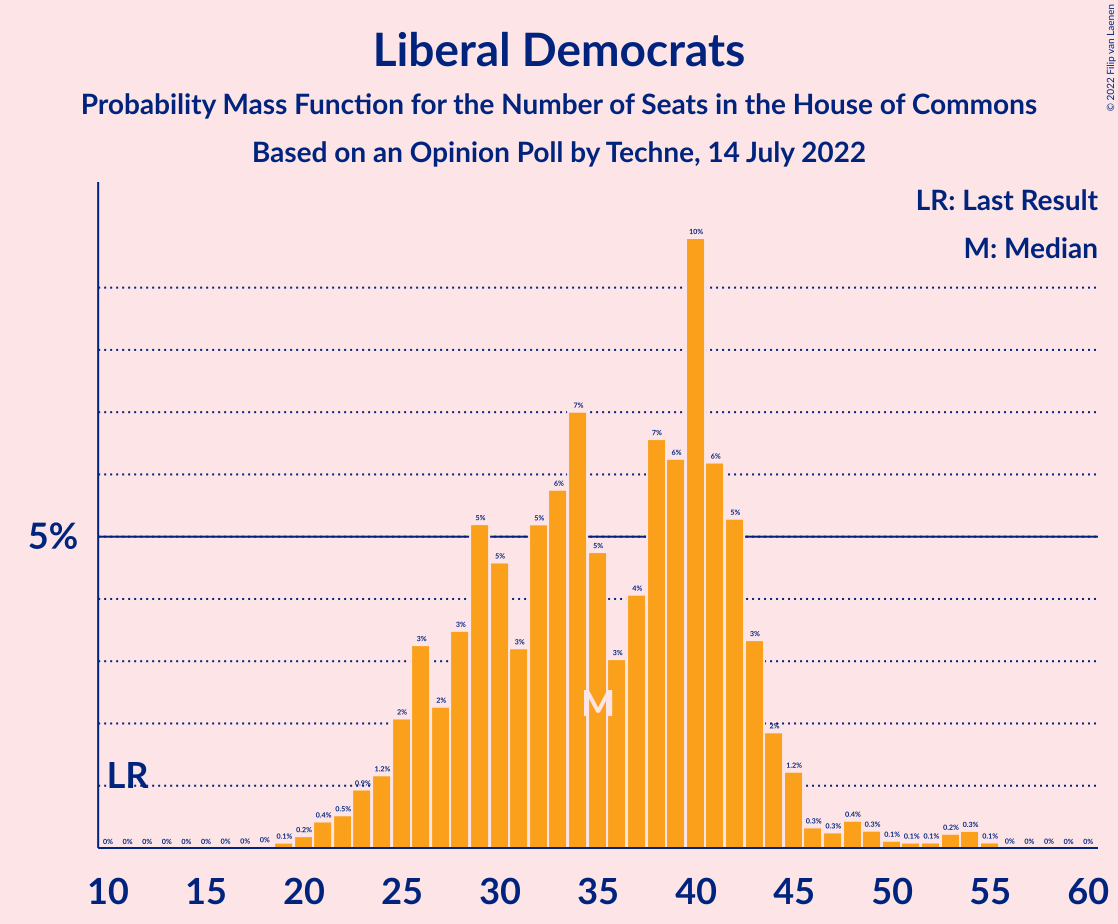 Liberal Democrats
Probability Mass Function for the Number of Seats in the House of Commons
Based on an Opinion Poll by Techne, 14 July 2022
© 2022 Filip van Laenen
LR: Last Result
M: Median
5%
LR
M
0% 0% 0% 0% 0% 0% 0% 0% 0% 0.1% 0.2% 0.4% 0.5% 0.9% 1.2% 2% 3% 2% 3% 5% 5% 3% 5% 6% 7% 5% 3% 4% 7% 6% 10% 6% 5% 3% 2% 1.2% 0.3% 0.3% 0.4% 0.3% 0.1% 0.1% 0.1% 0.2% 0.3% 0.1% 0% 0% 0% 0% 0%
10 15 20 25 30 35 40 45 50 55 60